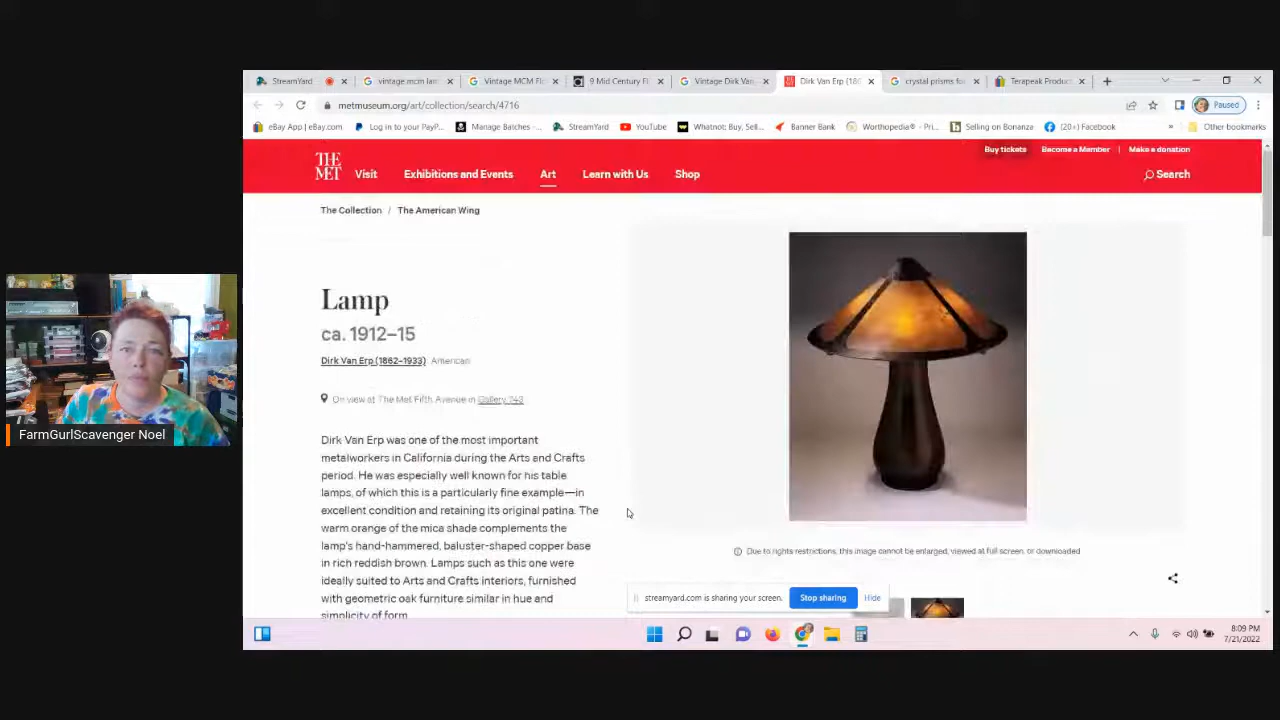 StreamYard
vintage mcm lam
Vintage MCM Flo
9 Mid Century Fl
Vintage Dirk Van
Dirk Van Erp (186
crystal prisms fo
Terapeak Produc
metmuseum.org/art/collection/search/4716
Paused
eBay App | eBay.com
Log in to your PayP...
Manage Batches - ...
StreamYard
YouTube
Whatnot: Buy, Sell...
Banner Bank
Worthopedia® - Pri...
Selling on Bonanza
(20+) Facebook
»
Other bookmarks
Buy tickets
Become a Member
Make a donation
THE
MET
Visit
Exhibitions and Events
Art
Learn with Us
Shop
Search
The Collection / The American Wing
Lamp
ca. 1912–15
Dirk Van Erp (1862–1933) American
On view at The Met Fifth Avenue in Gallery 743
Dirk Van Erp was one of the most important
metalworkers in California during the Arts and Crafts
period. He was especially well known for his table
lamps, of which this is a particularly fine example—in
excellent condition and retaining its original patina. The
warm orange of the mica shade complements the
lamp's hand-hammered, baluster-shaped copper base
in rich reddish brown. Lamps such as this one were
ideally suited to Arts and Crafts interiors, furnished
with geometric oak furniture similar in hue and
simplicity of form.
Due to rights restrictions, this image cannot be enlarged, viewed at full screen, or downloaded
streamyard.com is sharing your screen.
Stop sharing
Hide
FarmGurlScavenger Noel
8:09 PM
7/21/2022